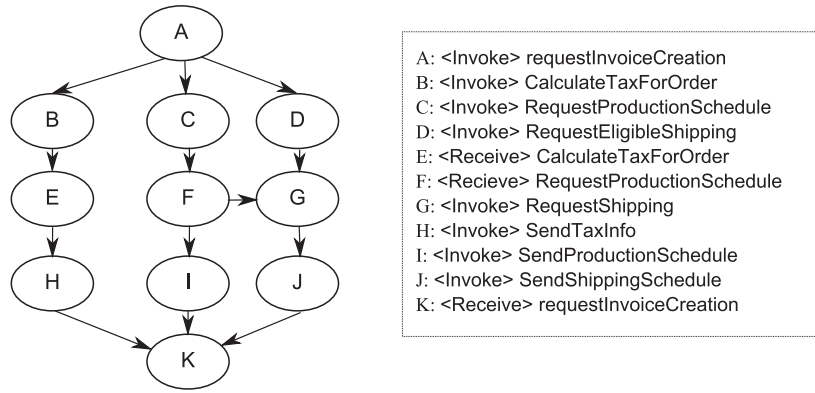 A
B
C
D
E
F
G
H
I
J
K
A: <Invoke> requestInvoiceCreation
B: <Invoke> CalculateTaxForOrder
C: <Invoke> RequestProductionSchedule
D: <Invoke> RequestEligibleShipping
E: <Receive> CalculateTaxForOrder
F: <Recieve> RequestProductionSchedule
G: <Invoke> RequestShipping
H: <Invoke> SendTaxInfo
I: <Invoke> SendProductionSchedule
J: <Invoke> SendShippingSchedule
K: <Receive> requestInvoiceCreation